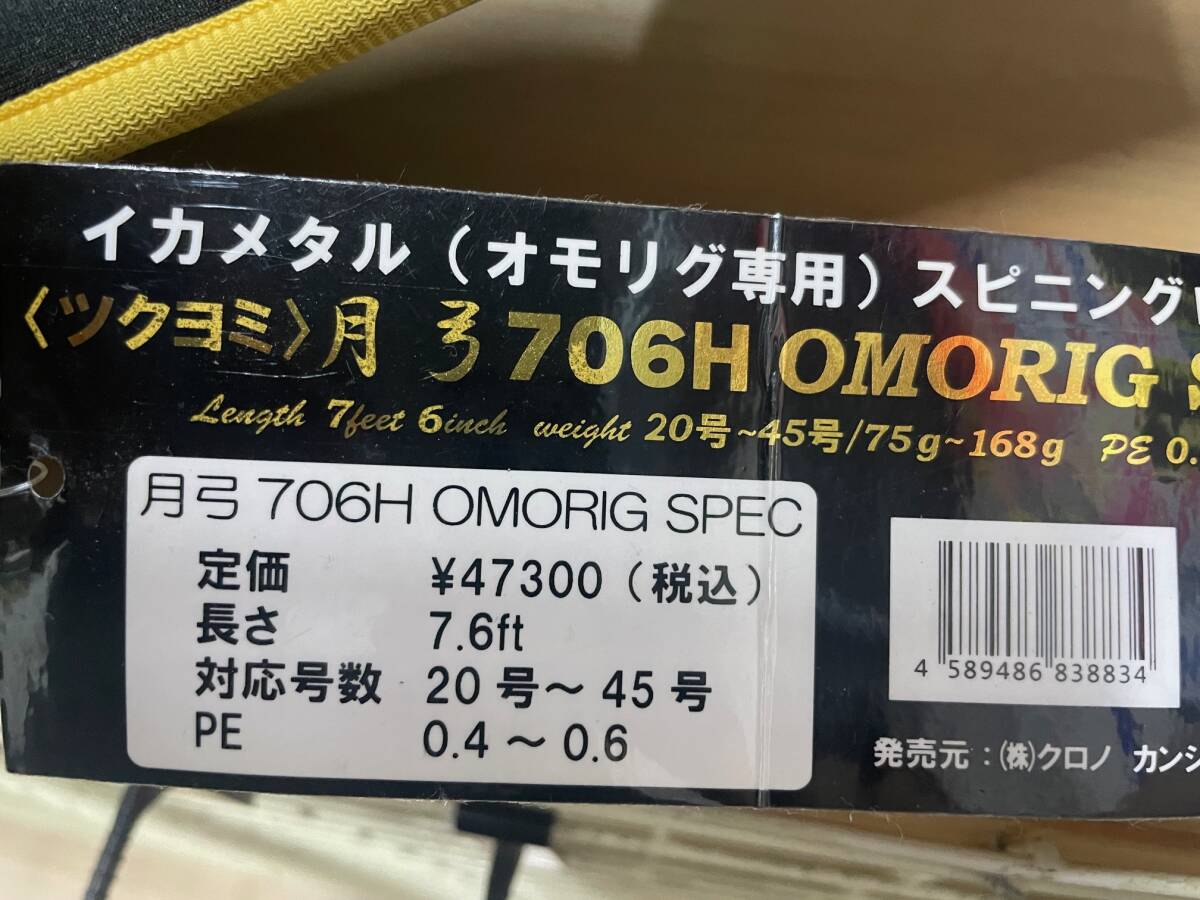 イカメタル（オモリグ専用）スピニング
〈ツクヨミ〉月弓706H OMORIG
Length 7feet 6inch weight 20号~45号/75g~168g PE 0.
月弓 706H OMORIG SPEC
定価 ¥47300（税込）
長さ 7.6ft
対応号数 20号～45号
PE 0.4～0.6
4 589486 838834
発売元：㈱クロノ カンシ